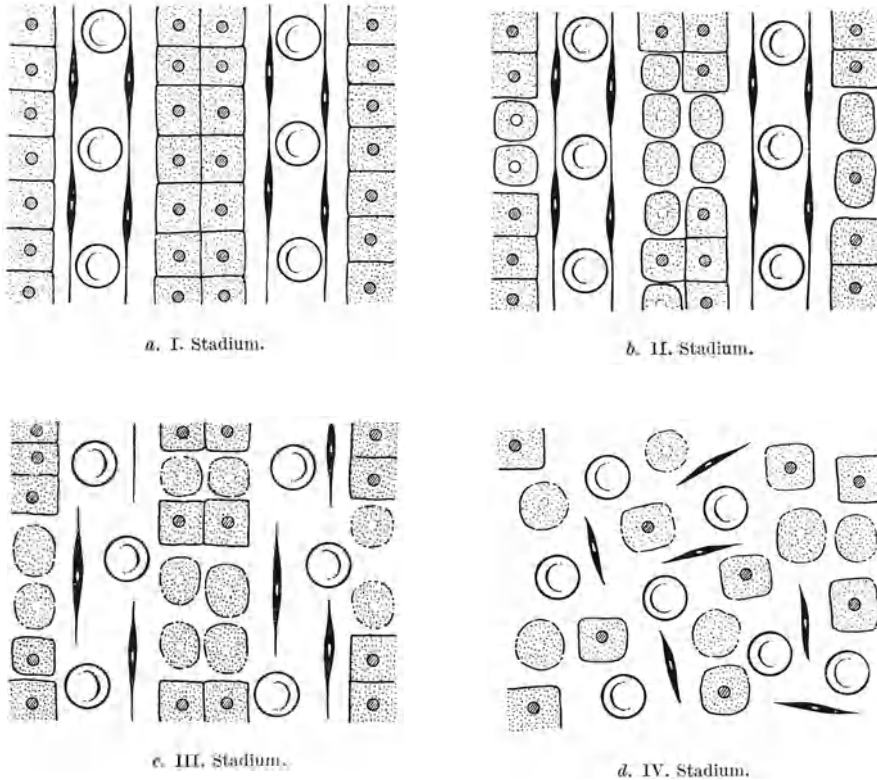 a. I. Stadium.
b. II. Stadium.
c. III. Stadium.
d. IV. Stadium.